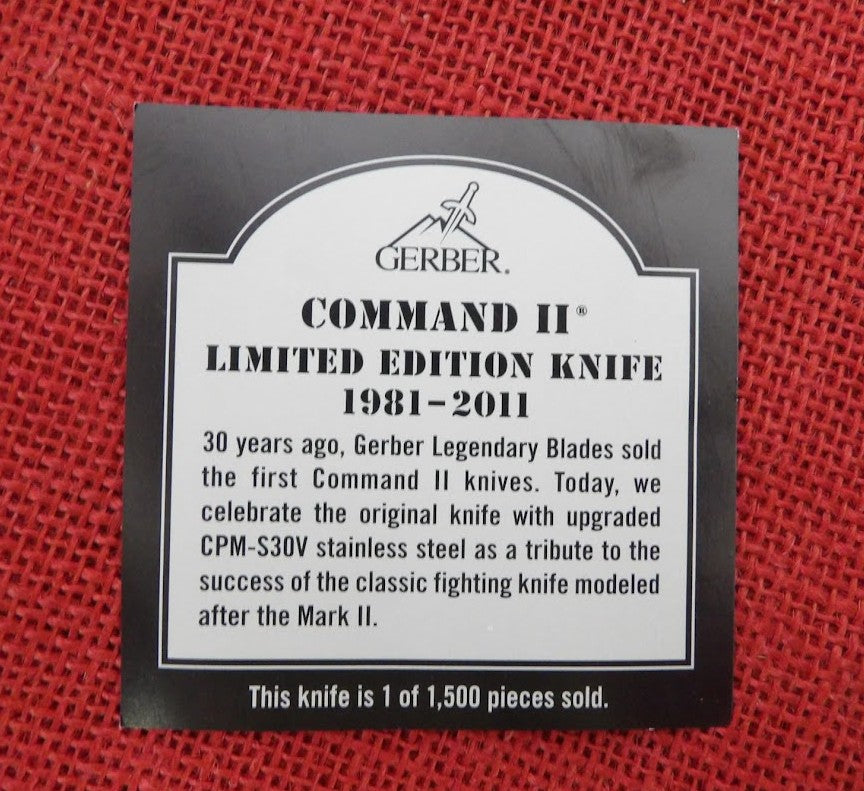 GERBER.
COMMAND II®
LIMITED EDITION KNIFE
1981-2011
30 years ago, Gerber Legendary Blades sold
the first Command II knives. Today, we
celebrate the original knife with upgraded
CPM-S30V stainless steel as a tribute to the
success of the classic fighting knife modeled
after the Mark II.
This knife is 1 of 1,500 pieces sold.